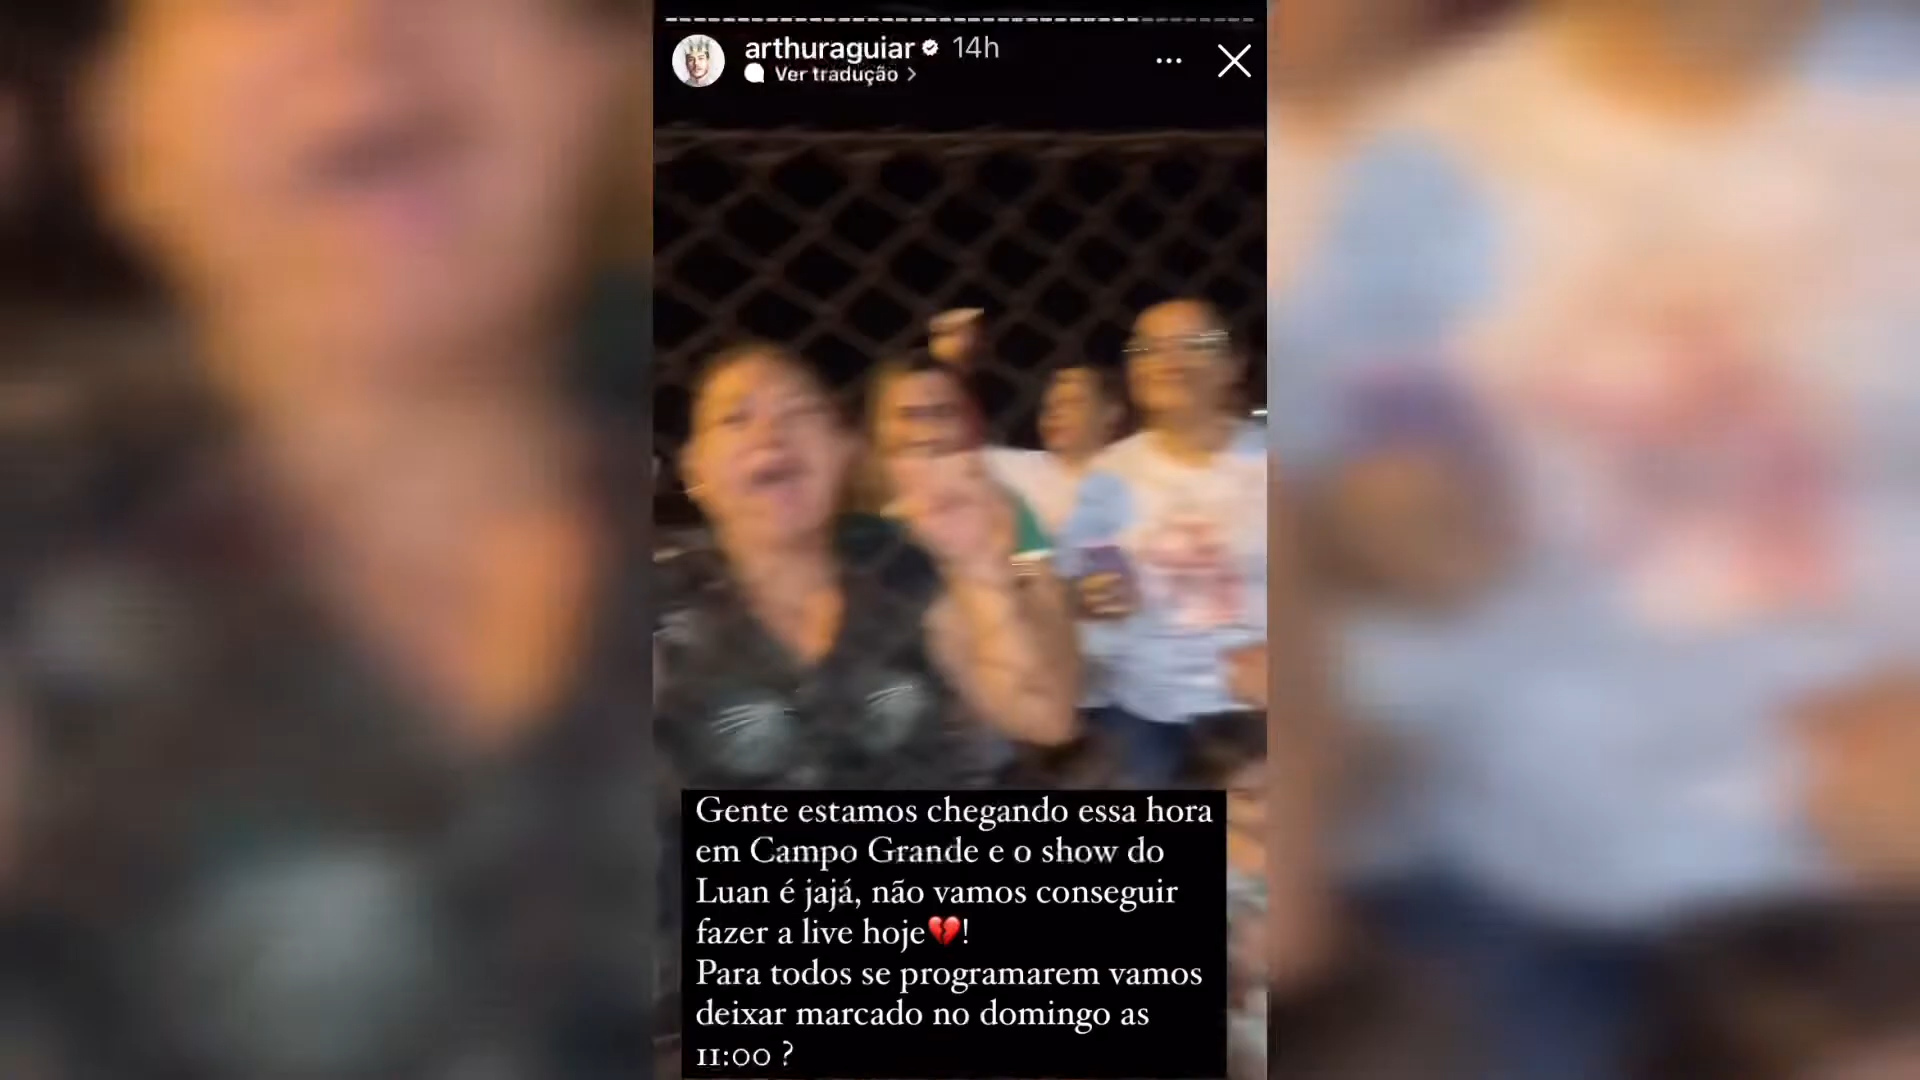 arthuraguiar 14h
Ver tradução >
Gente estamos chegando essa hora
em Campo Grande e o show do
Luan é jajá, não vamos conseguir
fazer a live hoje💔!
Para todos se programarem vamos
deixar marcado no domingo as
11:00 ?